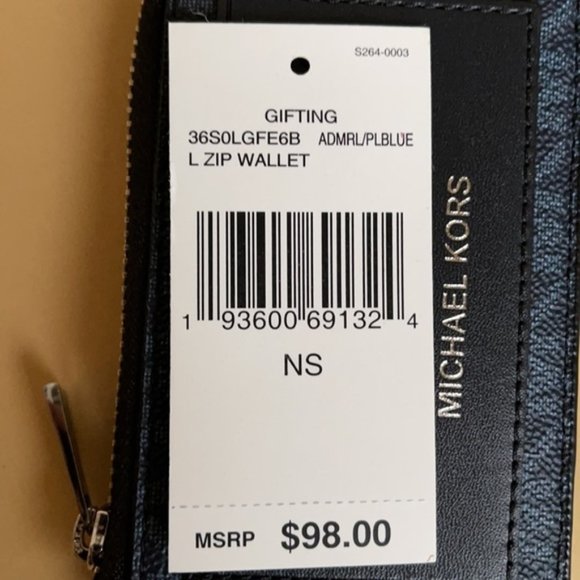 S264-0003
GIFTING
36S0LGFE6B ADMRL/PLBLUE
L ZIP WALLET
1 93600 69132 4
NS
MSRP $98.00
MICHAEL KORS